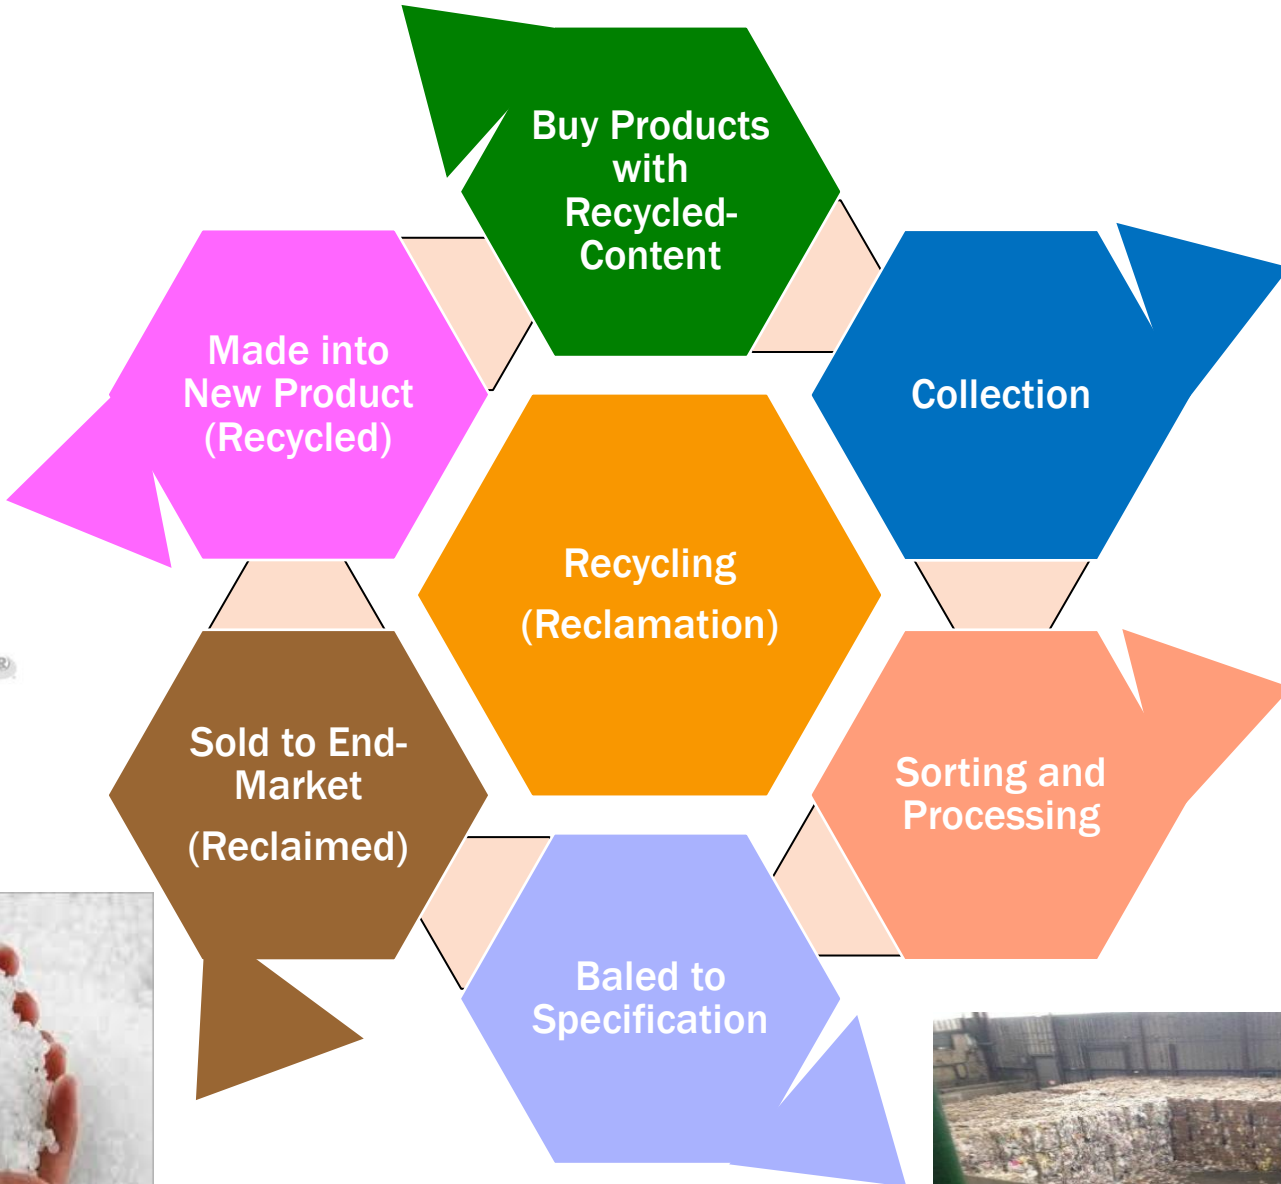 Buy Products
with
Recycled-
Content
Collection
Sorting and
Processing
Baled to
Specification
Sold to End-
Market
(Reclaimed)
Made into
New Product
(Recycled)
Recycling
(Reclamation)